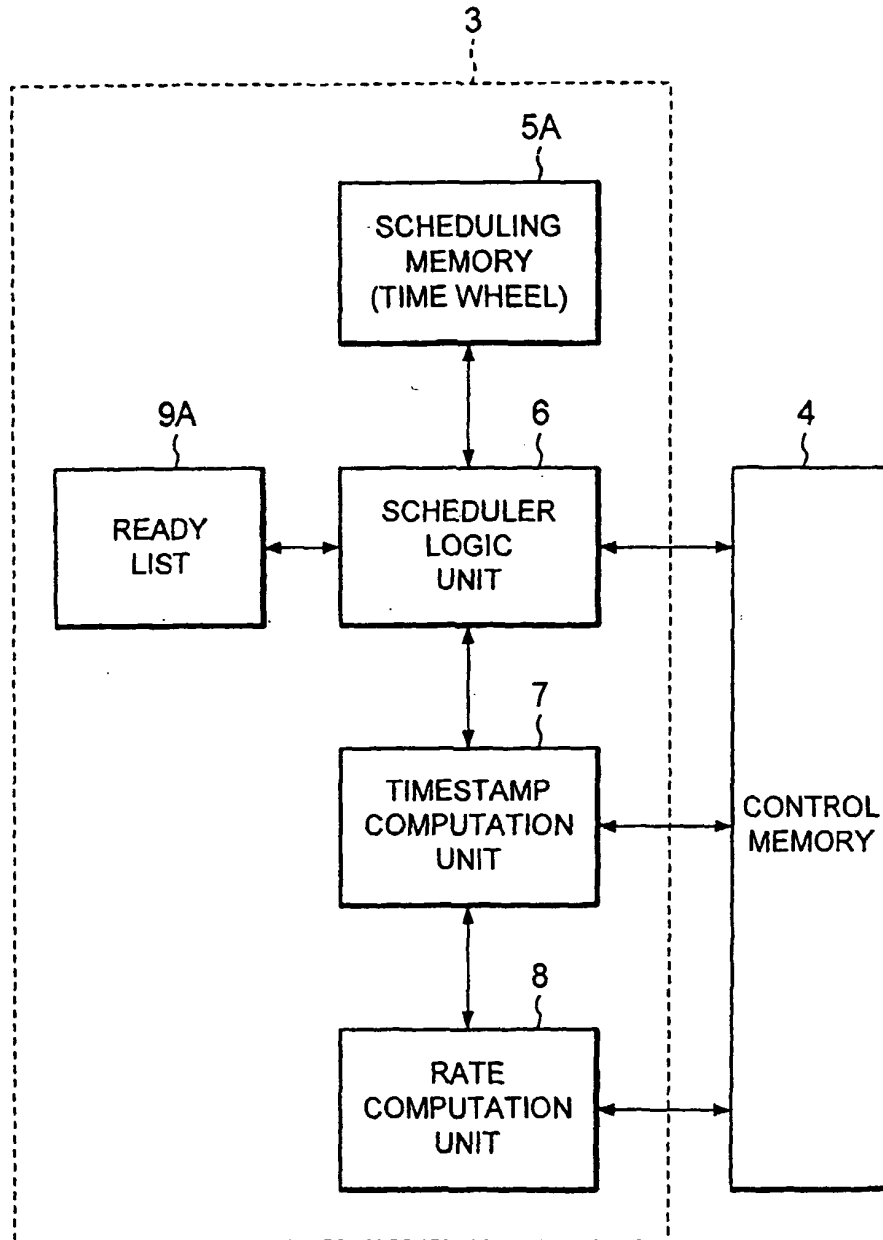 3
5A
SCHEDULING
MEMORY
(TIME WHEEL)
9A
6
4
READY
LIST
SCHEDULER
LOGIC
UNIT
7
TIMESTAMP
COMPUTATION
UNIT
CONTROL
MEMORY
8
RATE
COMPUTATION
UNIT